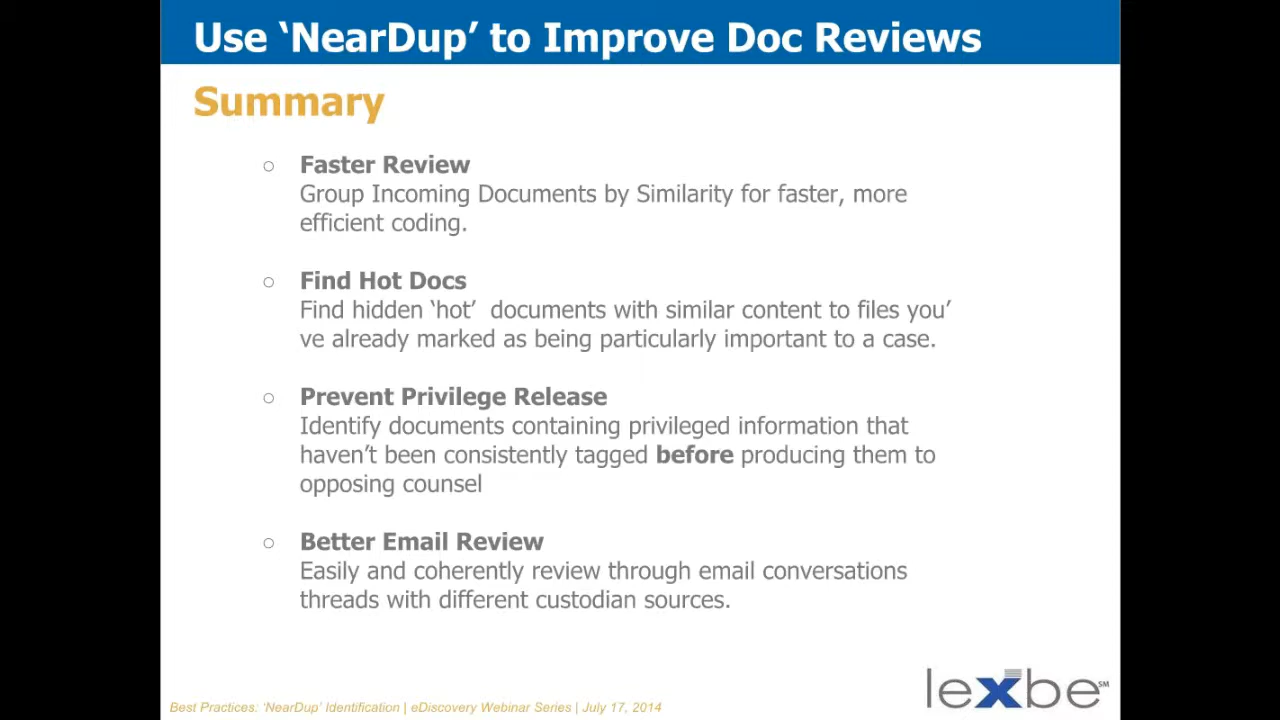 Use ‘NearDup’ to Improve Doc Reviews
Summary
○ Faster Review
Group Incoming Documents by Similarity for faster, more
efficient coding.
○ Find Hot Docs
Find hidden ‘hot’  documents with similar content to files you’
ve already marked as being particularly important to a case.
○ Prevent Privilege Release
Identify documents containing privileged information that
haven’t been consistently tagged before producing them to
opposing counsel
○ Better Email Review
Easily and coherently review through email conversations
threads with different custodian sources.
lexbe℠
Best Practices: ‘NearDup’ Identification | eDiscovery Webinar Series | July 17, 2014